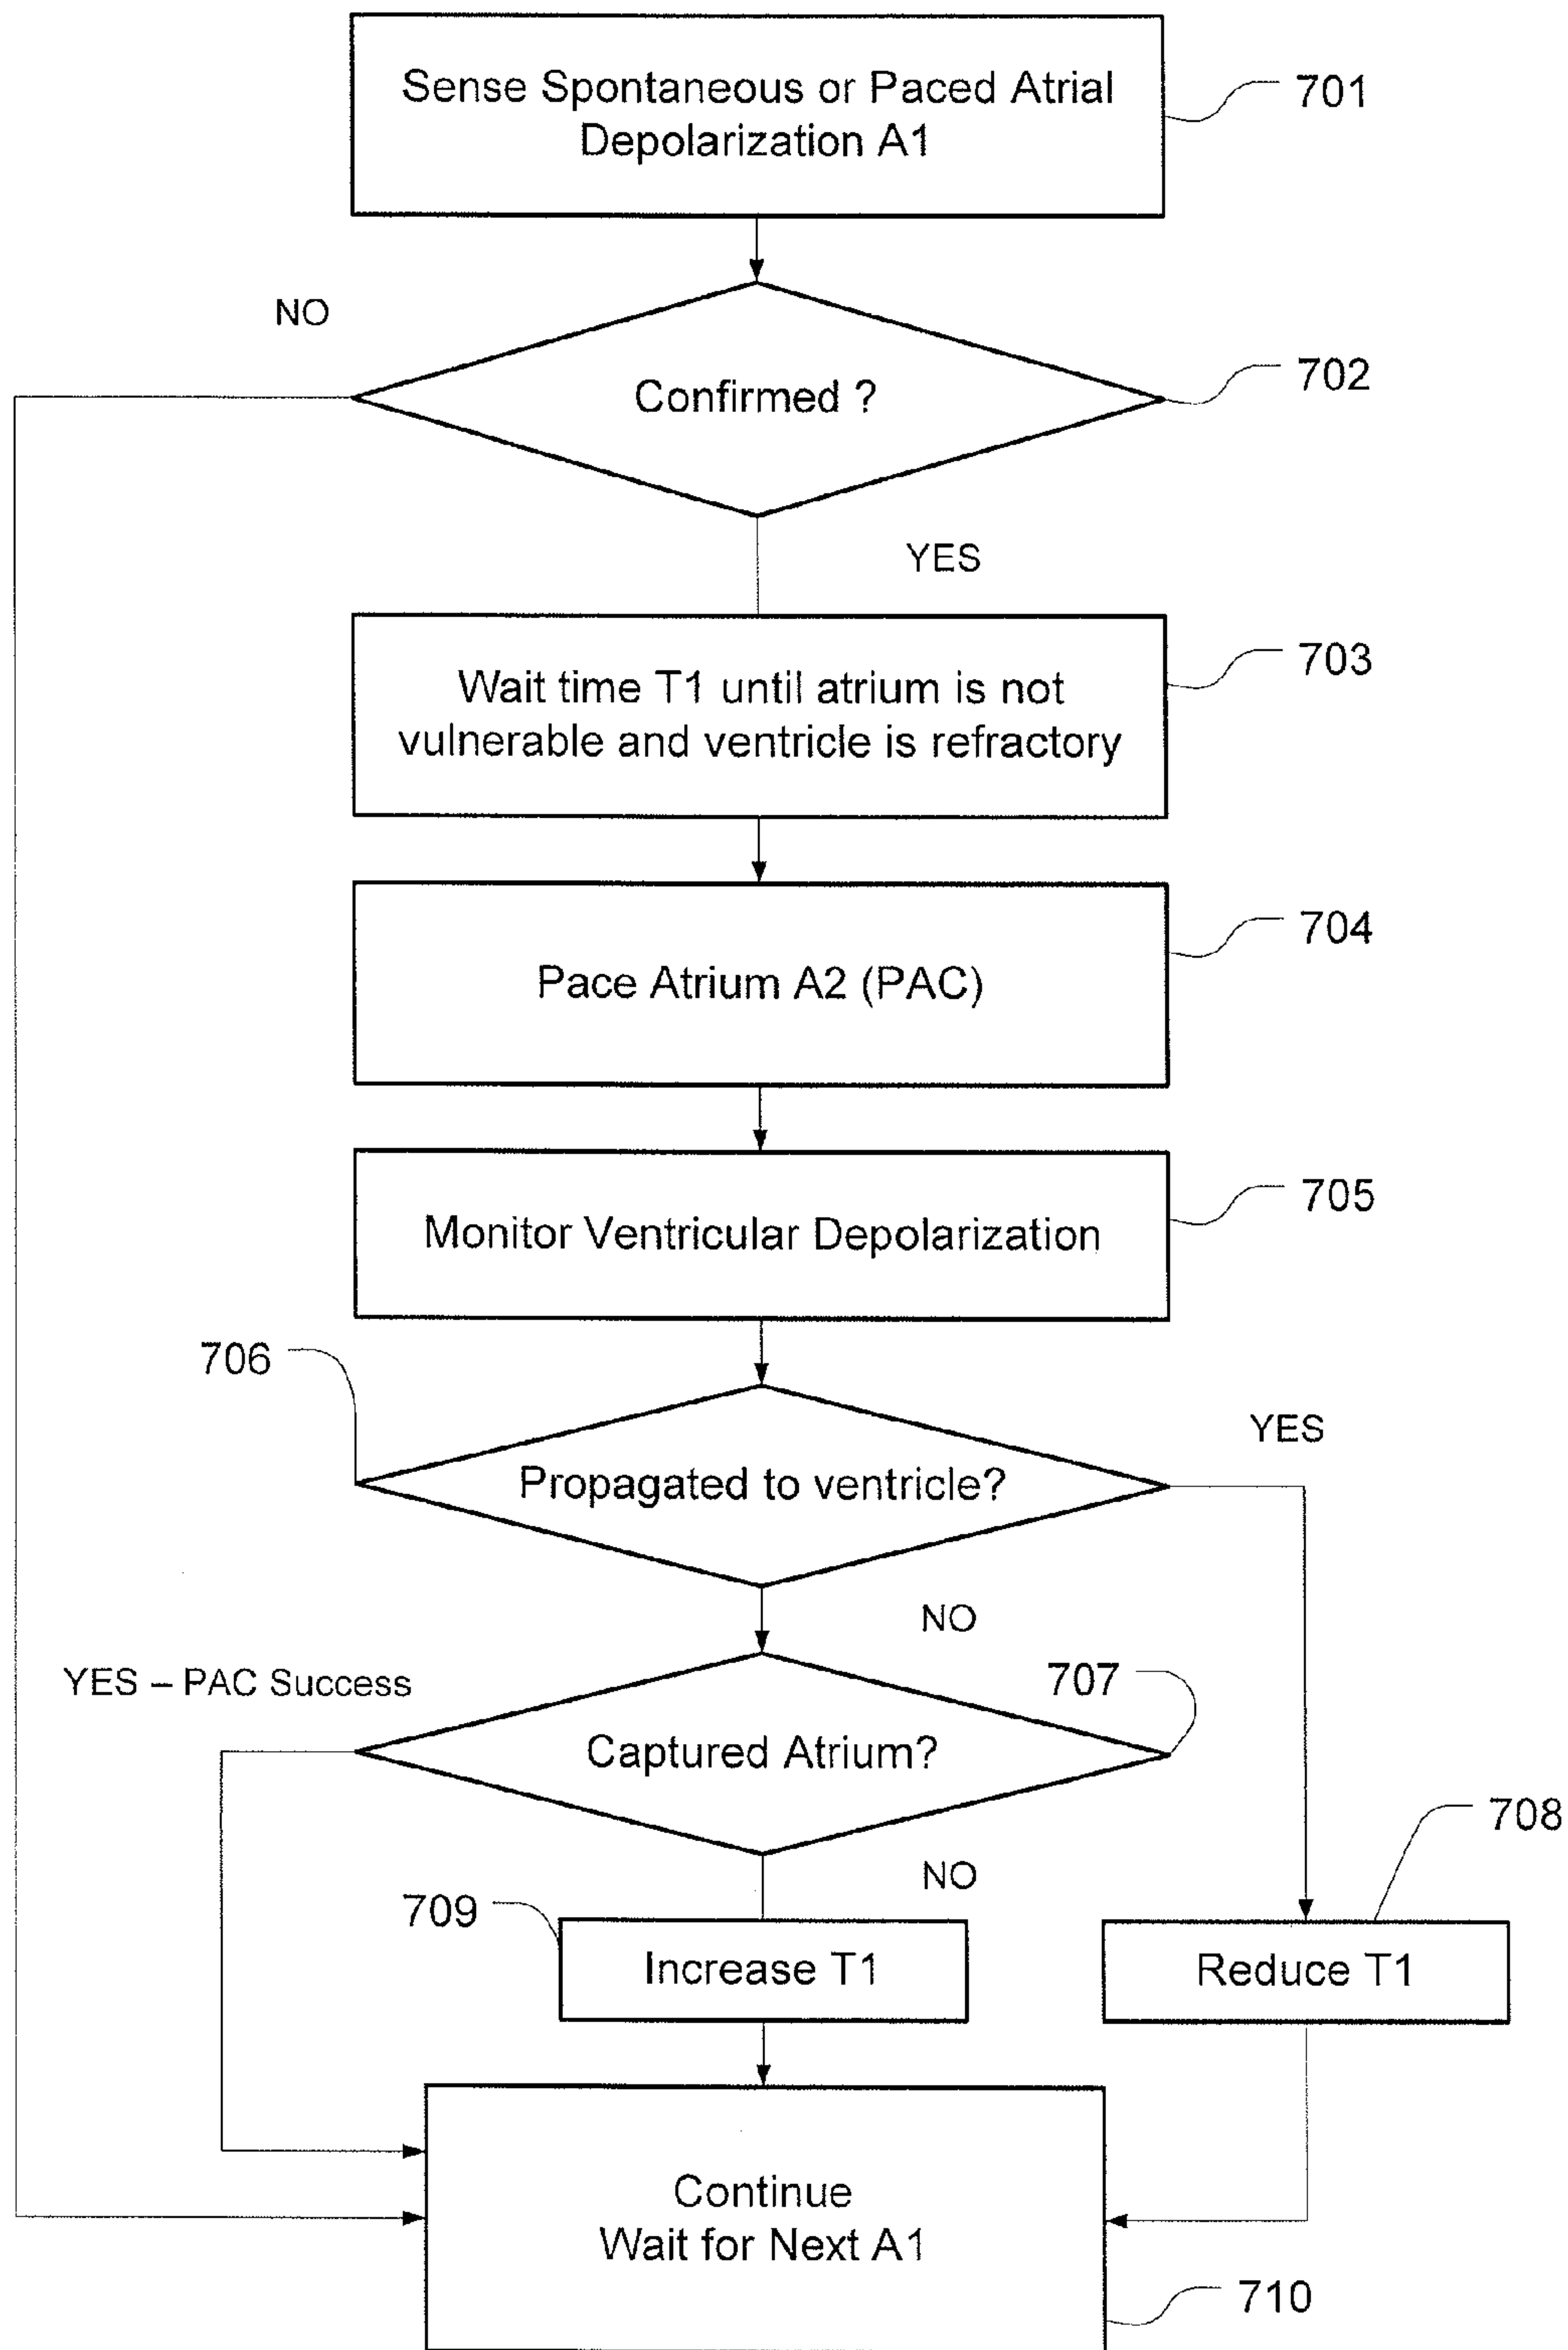 Sense Spontaneous or Paced Atrial
Depolarization A1
701
NO
Confirmed ?
702
YES
Wait time T1 until atrium is not
vulnerable and ventricle is refractory
703
Pace Atrium A2 (PAC)
704
Monitor Ventricular Depolarization
705
706
Propagated to ventricle?
YES
NO
YES – PAC Success
707
Captured Atrium?
NO
708
709
Increase T1
Reduce T1
Continue
Wait for Next A1
710